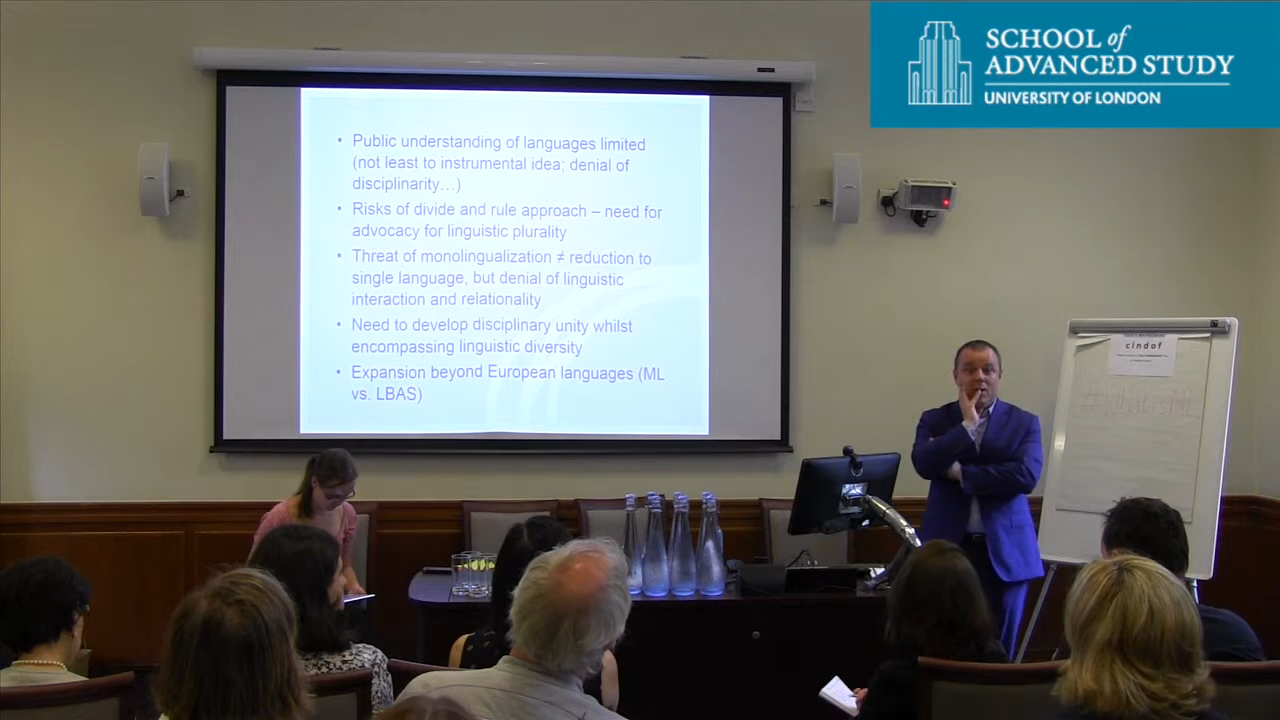 SCHOOL of
ADVANCED STUDY
UNIVERSITY OF LONDON
• Public understanding of languages limited
(not least to instrumental idea; denial of
disciplinarity…)
• Risks of divide and rule approach – need for
advocacy for linguistic plurality
• Threat of monolingualization ≠ reduction to
single language, but denial of linguistic
interaction and relationality
• Need to develop disciplinary unity whilst
encompassing linguistic diversity
• Expansion beyond European languages (ML
vs. LBAS)
cindof
#WhatisML